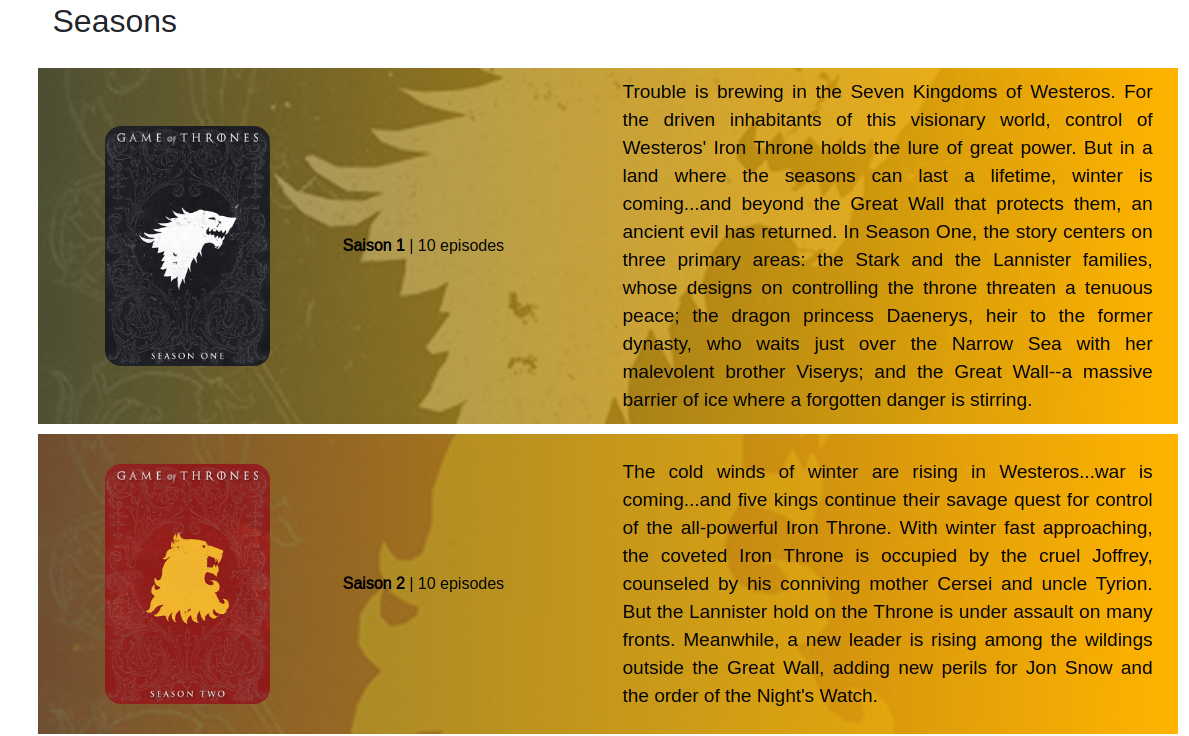 Seasons
GAME of THRONES
SEASON ONE
Saison 1 | 10 episodes
Trouble is brewing in the Seven Kingdoms of Westeros. For
the driven inhabitants of this visionary world, control of
Westeros' Iron Throne holds the lure of great power. But in a
land where the seasons can last a lifetime, winter is
coming...and beyond the Great Wall that protects them, an
ancient evil has returned. In Season One, the story centers on
three primary areas: the Stark and the Lannister families,
whose designs on controlling the throne threaten a tenuous
peace; the dragon princess Daenerys, heir to the former
dynasty, who waits just over the Narrow Sea with her
malevolent brother Viserys; and the Great Wall--a massive
barrier of ice where a forgotten danger is stirring.
GAME of THRONES
SEASON TWO
Saison 2 | 10 episodes
The cold winds of winter are rising in Westeros...war is
coming...and five kings continue their savage quest for control
of the all-powerful Iron Throne. With winter fast approaching,
the coveted Iron Throne is occupied by the cruel Joffrey,
counseled by his conniving mother Cersei and uncle Tyrion.
But the Lannister hold on the Throne is under assault on many
fronts. Meanwhile, a new leader is rising among the wildings
outside the Great Wall, adding new perils for Jon Snow and
the order of the Night's Watch.